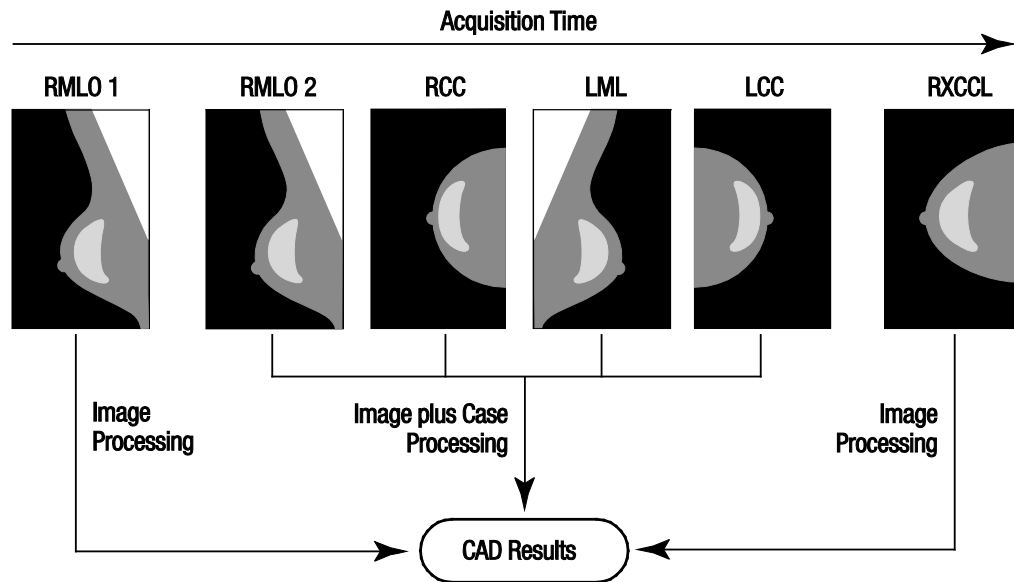 Acquisition Time
RMLO 1
RMLO 2
RCC
LML
LCC
RXCCL
Image
Processing
Image plus Case
Processing
Image
Processing
CAD Results